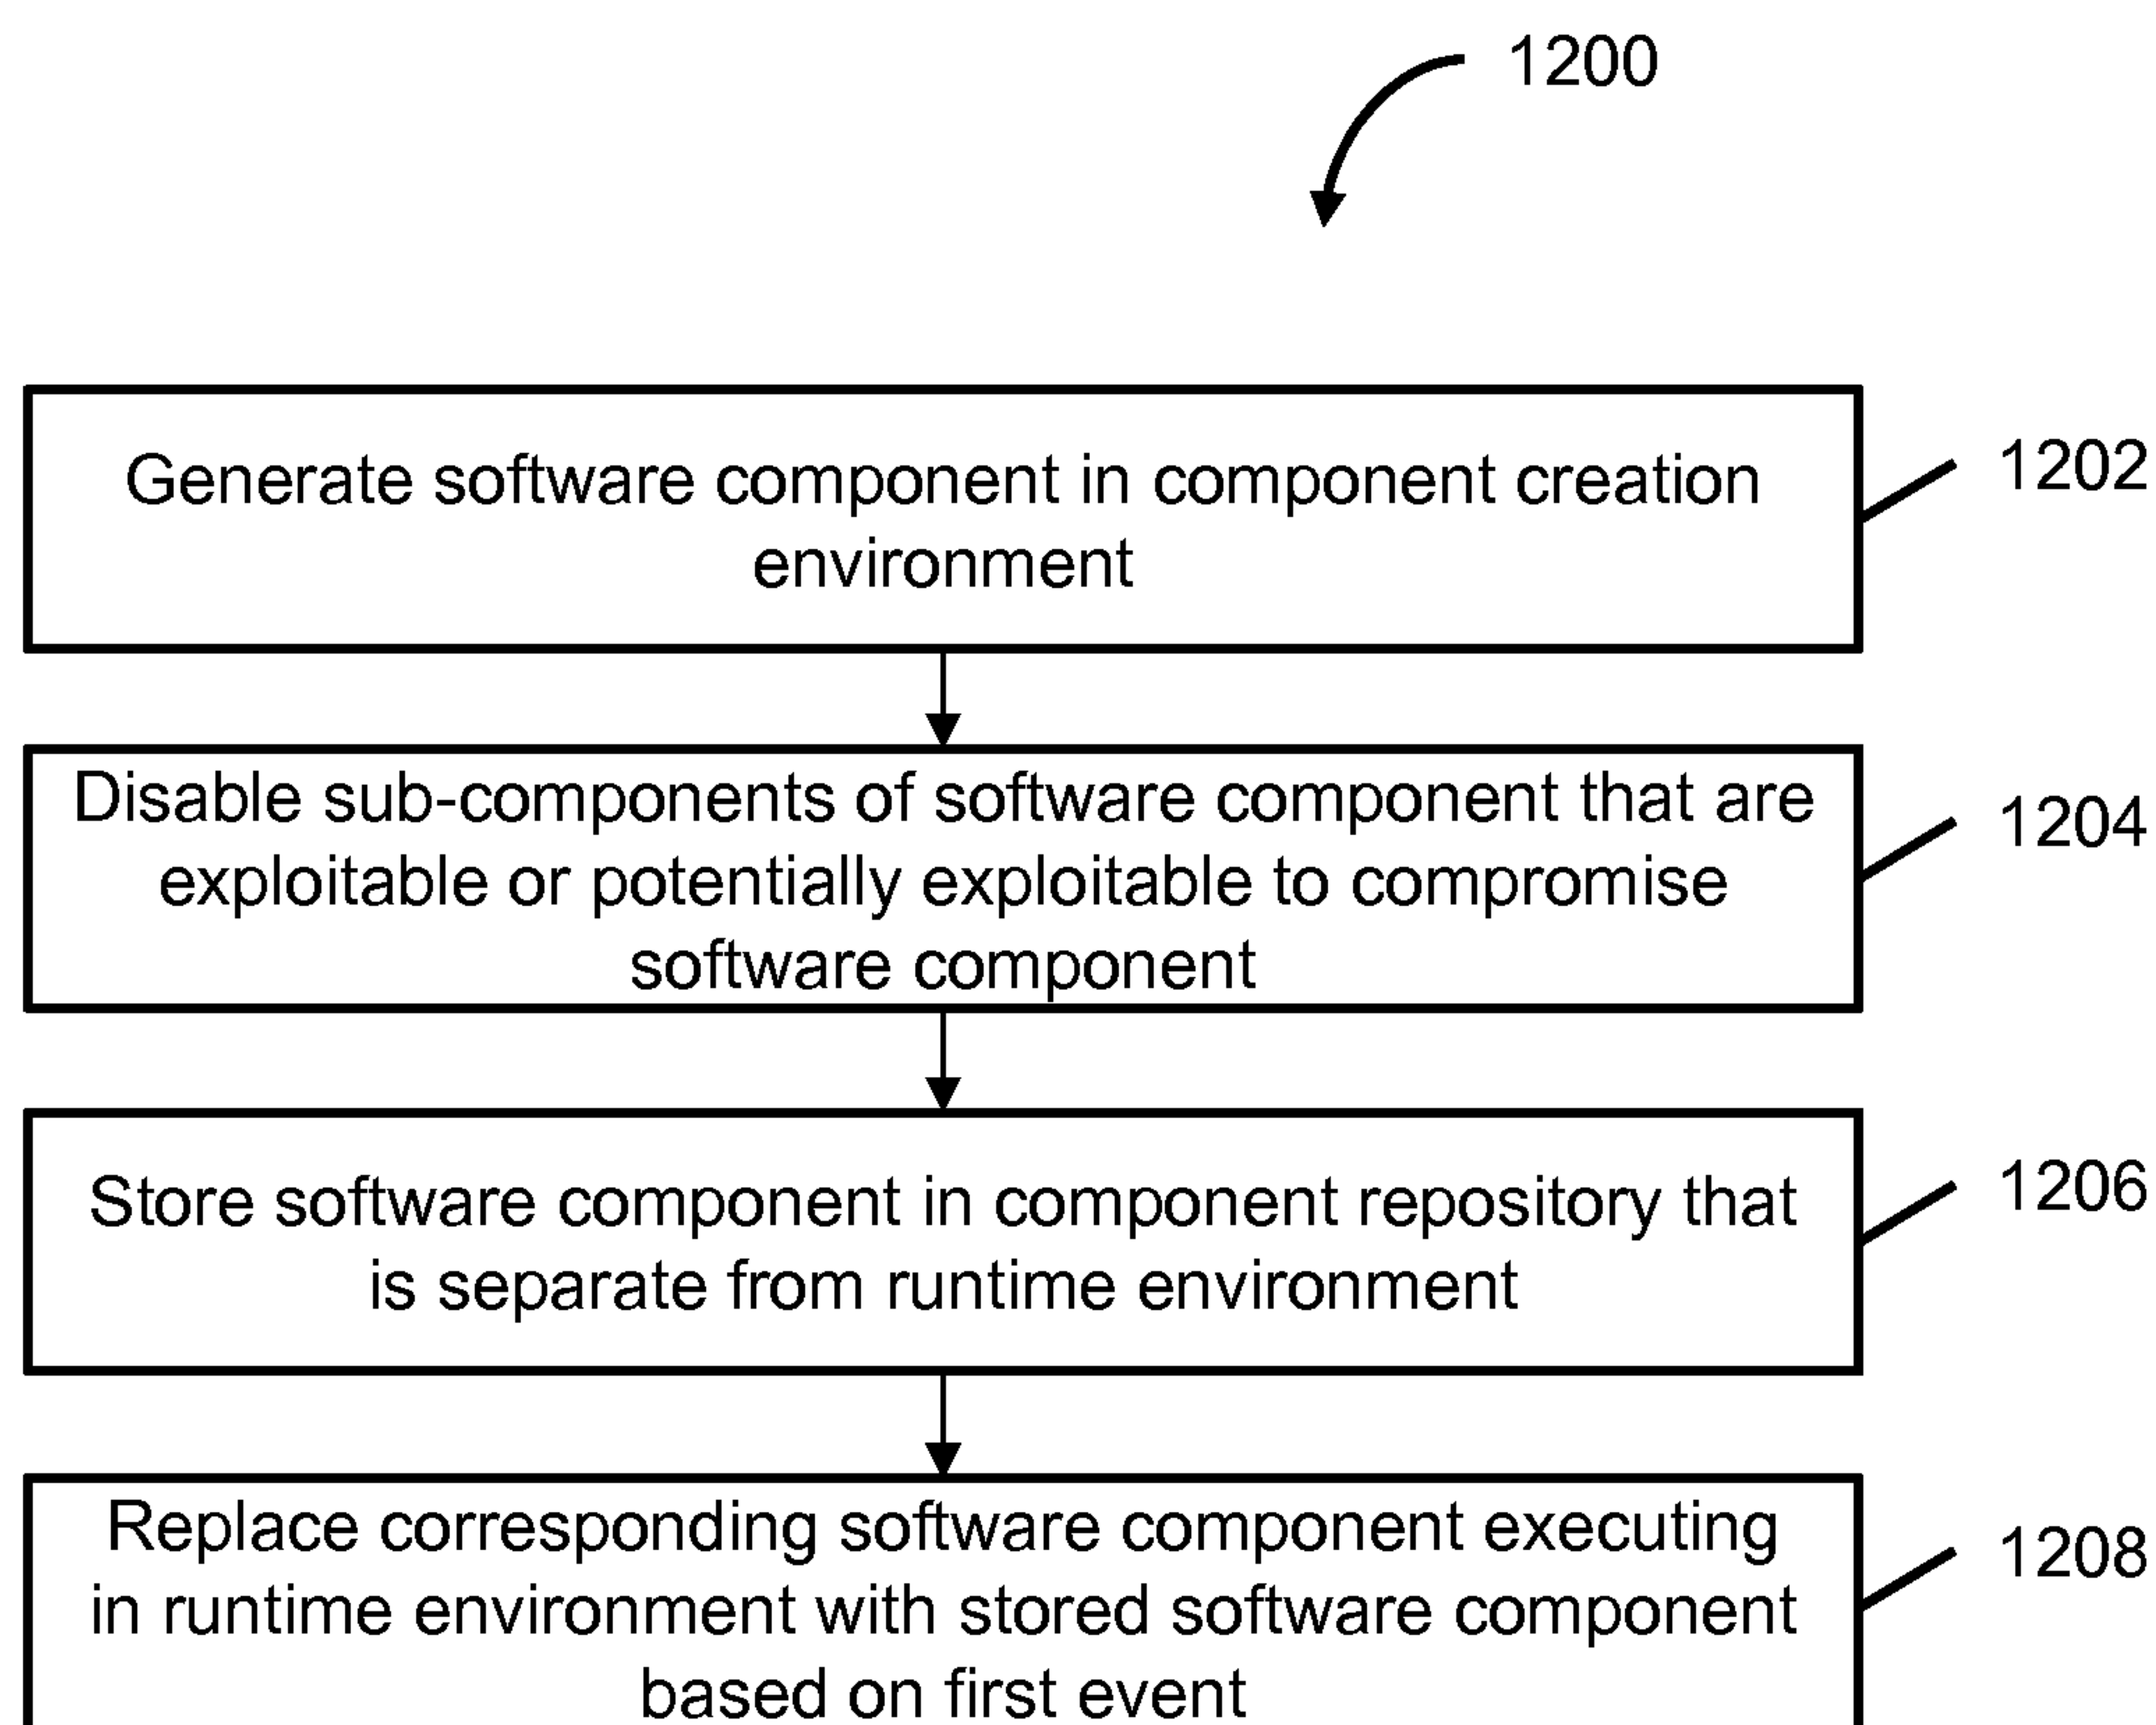 1200
Generate software component in component creation
environment
1202
Disable sub-components of software component that are
exploitable or potentially exploitable to compromise
software component
1204
Store software component in component repository that
is separate from runtime environment
1206
Replace corresponding software component executing
in runtime environment with stored software component
based on first event
1208